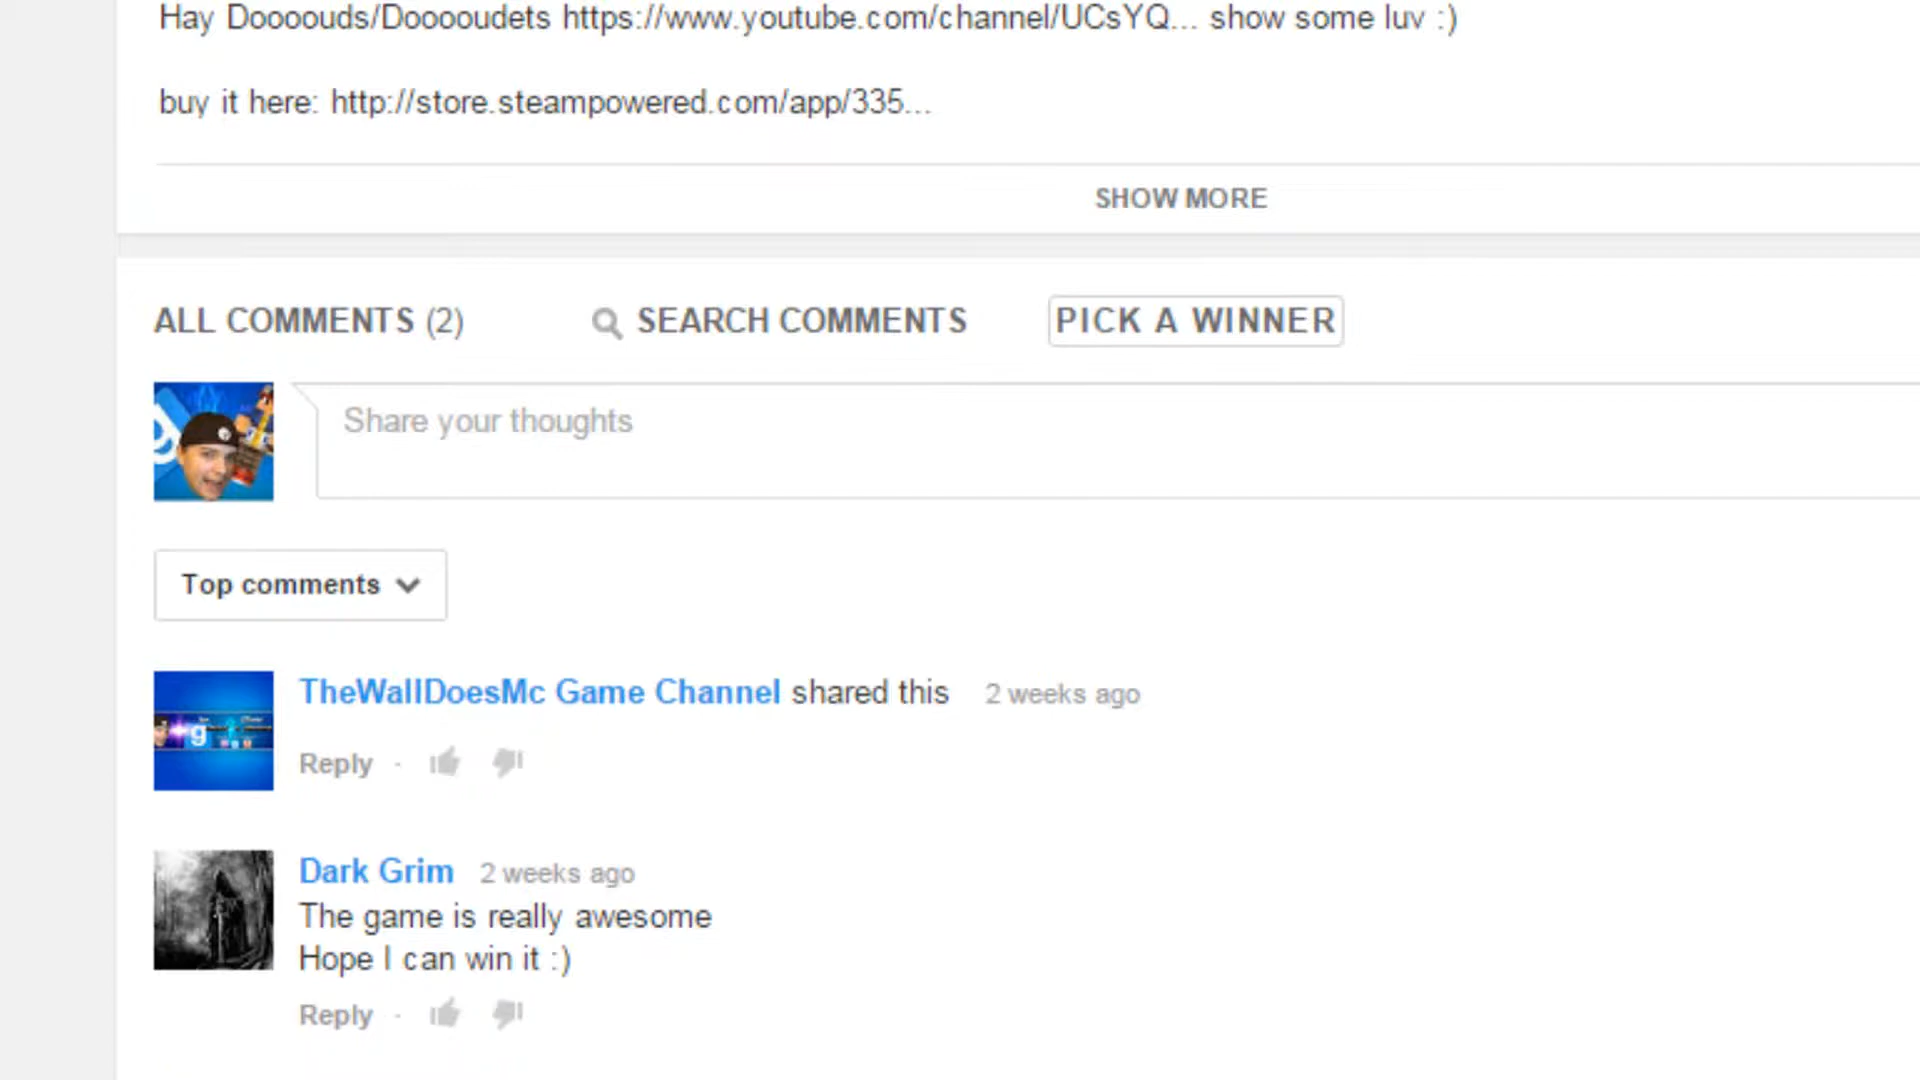 Hay Doooouds/Dooooudets https://www.youtube.com/channel/UCsYQ... show some luv :)
buy it here: http://store.steampowered.com/app/335...
SHOW MORE
ALL COMMENTS (2) SEARCH COMMENTS PICK A WINNER
Share your thoughts
Top comments
TheWallDoesMc Game Channel shared this 2 weeks ago
Reply ·
Dark Grim 2 weeks ago
The game is really awesome
Hope I can win it :)
Reply ·